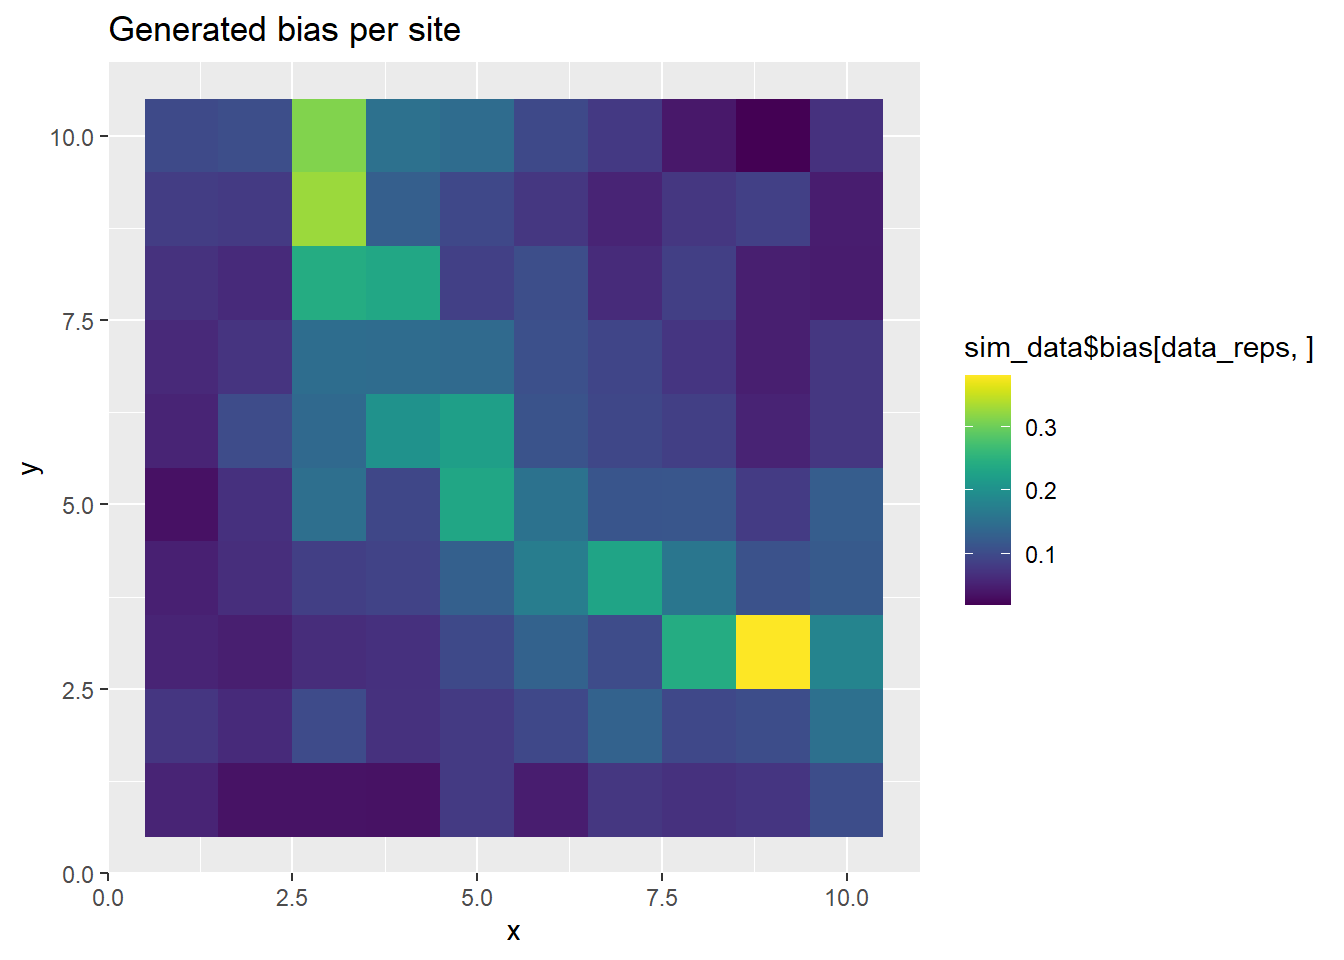 Generated bias per site
10.0
7.5
5.0
2.5
0.0
y
0.0 2.5 5.0 7.5 10.0
x
sim_data$bias[data_reps, ]
0.3
0.2
0.1